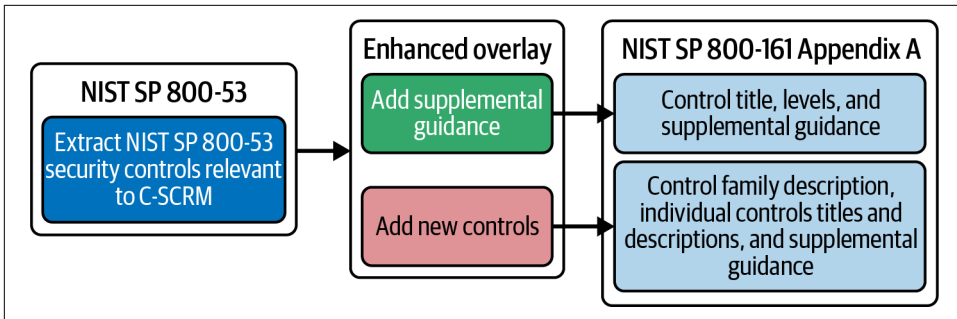 NIST SP 800-53
Extract NIST SP 800-53
security controls relevant
to C-SCRM
Enhanced overlay
Add supplemental
guidance
Add new controls
NIST SP 800-161 Appendix A
Control title, levels, and
supplemental guidance
Control family description,
individual controls titles and
descriptions, and supplemental
guidance